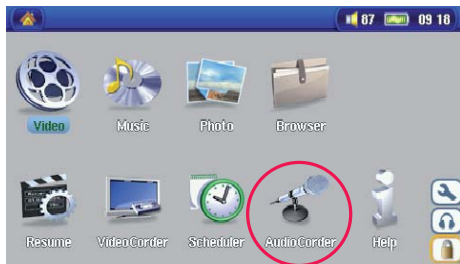 87 09 18
Video Music Photo Browser
Resume VideoCorder Scheduler AudioCorder Help